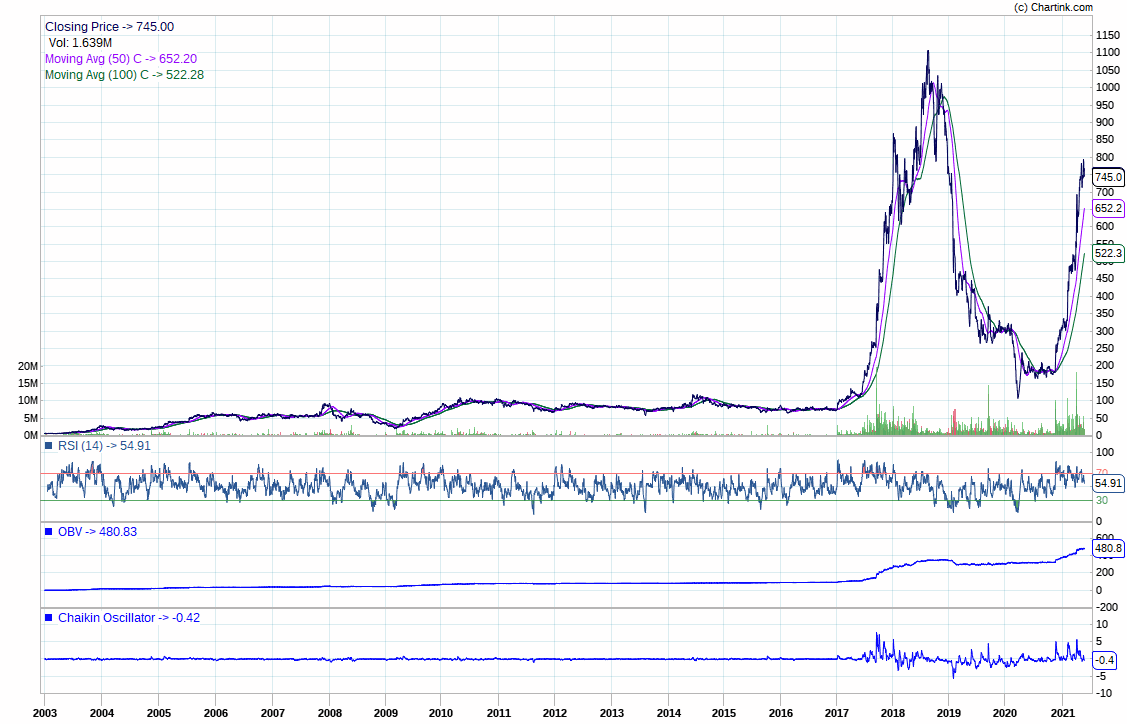 (c) Chartink.com
Closing Price -> 745.00
Vol: 1.639M
Moving Avg (50) C -> 652.20
Moving Avg (100) C -> 522.28
1150
1100
1050
1000
950
900
850
800
745.0
700
652.2
600
550
522.3
500
450
400
350
300
250
200
150
100
50
0
20M
15M
10M
5M
0M
RSI (14) -> 54.91
100
70
54.91
30
0
OBV -> 480.83
600
480.8
400
200
0
-200
Chaikin Oscillator -> -0.42
10
5
-0.4
-5
-10
2003 2004 2005 2006 2007 2008 2009 2010 2011 2012 2013 2014 2015 2016 2017 2018 2019 2020 2021